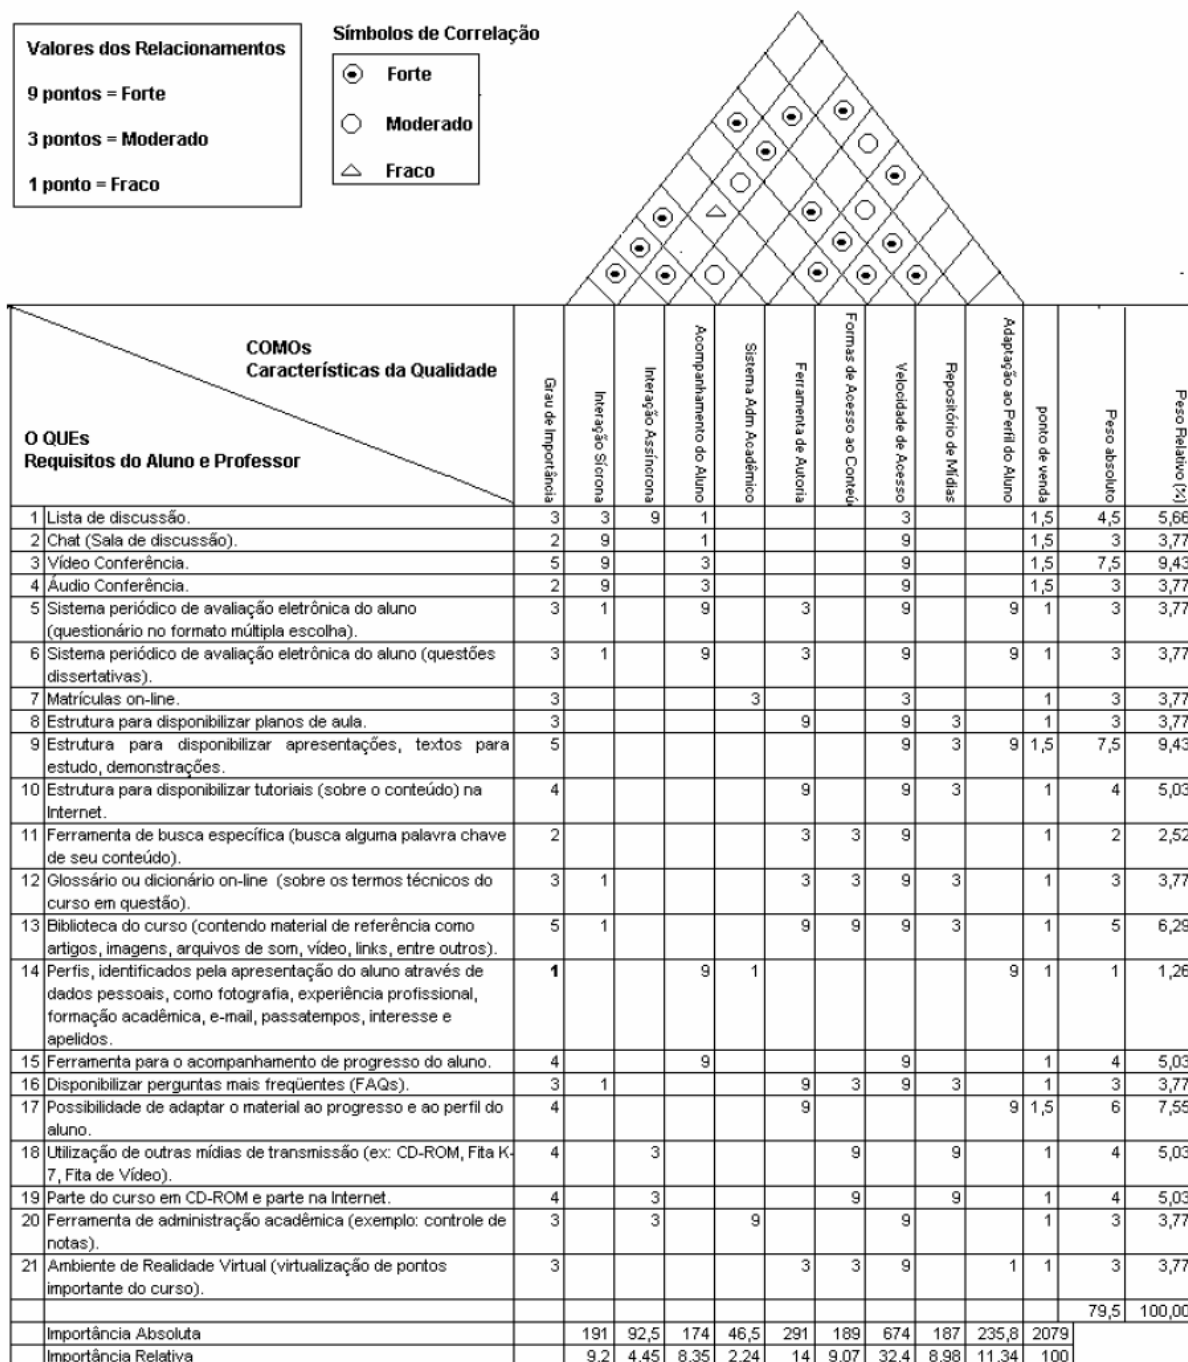 Valores dos Relacionamentos
9 pontos = Forte
3 pontos = Moderado
1 ponto = Fraco
Símbolos de Correlação
Forte
Moderado
Fraco
COMOs
Características da Qualidade
O QUEs
Requisitos do Aluno e Professor
Grau de Importância
Interação Sícrona
Interação Assíncrona
Acompanhamento do Aluno
Sistema Adm Acadêmico
Ferramenta de Autoria
Formas de Acesso ao Conteú
Velocidade de Acesso
Repositório de Mídias
Adaptação ao Perfil do Aluno
ponto de venda
Peso absoluto
Peso Relativo (%)
1 Lista de discussão. 3 3 9 1 3 1,5 4,5 5,66
2 Chat (Sala de discussão). 2 9 1 9 1,5 3 3,77
3 Vídeo Conferência. 5 9 3 9 1,5 7,5 9,43
4 Áudio Conferência. 2 9 3 9 1,5 3 3,77
5 Sistema periódico de avaliação eletrônica do aluno 3 1 9 3 9 9 1 3 3,77
(questionário no formato múltipla escolha).
6 Sistema periódico de avaliação eletrônica do aluno (questões 3 1 9 3 9 9 1 3 3,77
dissertativas).
7 Matrículas on-line. 3 3 3 1 3 3,77
8 Estrutura para disponibilizar planos de aula. 3 9 9 3 1 3 3,77
9 Estrutura para disponibilizar apresentações, textos para 5 9 3 9 1,5 7,5 9,43
estudo, demonstrações.
10 Estrutura para disponibilizar tutoriais (sobre o conteúdo) na 4 9 9 3 1 4 5,03
Internet.
11 Ferramenta de busca específica (busca alguma palavra chave 2 3 3 9 1 2 2,52
de seu conteúdo).
12 Glossário ou dicionário on-line (sobre os termos técnicos do 3 1 3 3 9 3 1 3 3,77
curso em questão).
13 Biblioteca do curso (contendo material de referência como 5 1 9 9 9 3 1 5 6,29
artigos, imagens, arquivos de som, vídeo, links, entre outros).
14 Perfis, identificados pela apresentação do aluno através de 1 9 1 9 1 1 1,26
dados pessoais, como fotografia, experiência profissional,
formação acadêmica, e-mail, passatempos, interesse e
apelidos.
15 Ferramenta para o acompanhamento de progresso do aluno. 4 9 9 1 4 5,03
16 Disponibilizar perguntas mais freqüentes (FAQs). 3 1 9 3 9 3 1 3 3,77
17 Possibilidade de adaptar o material ao progresso e ao perfil do 4 9 9 1,5 6 7,55
aluno.
18 Utilização de outras mídias de transmissão (ex: CD-ROM, Fita K- 4 3 9 9 1 4 5,03
7, Fita de Vídeo).
19 Parte do curso em CD-ROM e parte na Internet. 4 3 9 9 1 4 5,03
20 Ferramenta de administração acadêmica (exemplo: controle de 3 3 9 9 1 3 3,77
notas).
21 Ambiente de Realidade Virtual (virtualização de pontos 3 3 3 9 1 1 3 3,77
importante do curso).
79,5 100,00
Importância Absoluta 191 92,5 174 46,5 291 189 674 187 235,8 2079
Importância Relativa 9,2 4,45 8,35 2,24 14 9,07 32,4 8,98 11,34 100